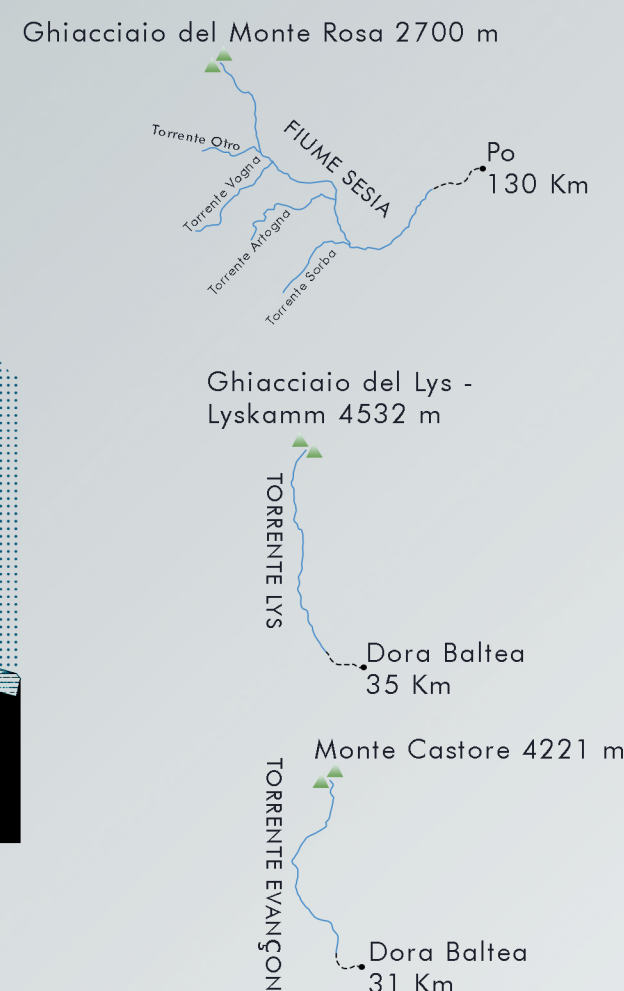 Ghiacciaio del Monte Rosa 2700 m
Torrente Otro
FIUME SESIA
Po
130 Km
Torrente Vogna
Torrente Artogna
Torrente Sorba
Ghiacciaio del Lys -
Lyskamm 4532 m
TORRENTE LYS
Dora Baltea
35 Km
Monte Castore 4221 m
TORRENTE EVANÇON
Dora Baltea
31 Km